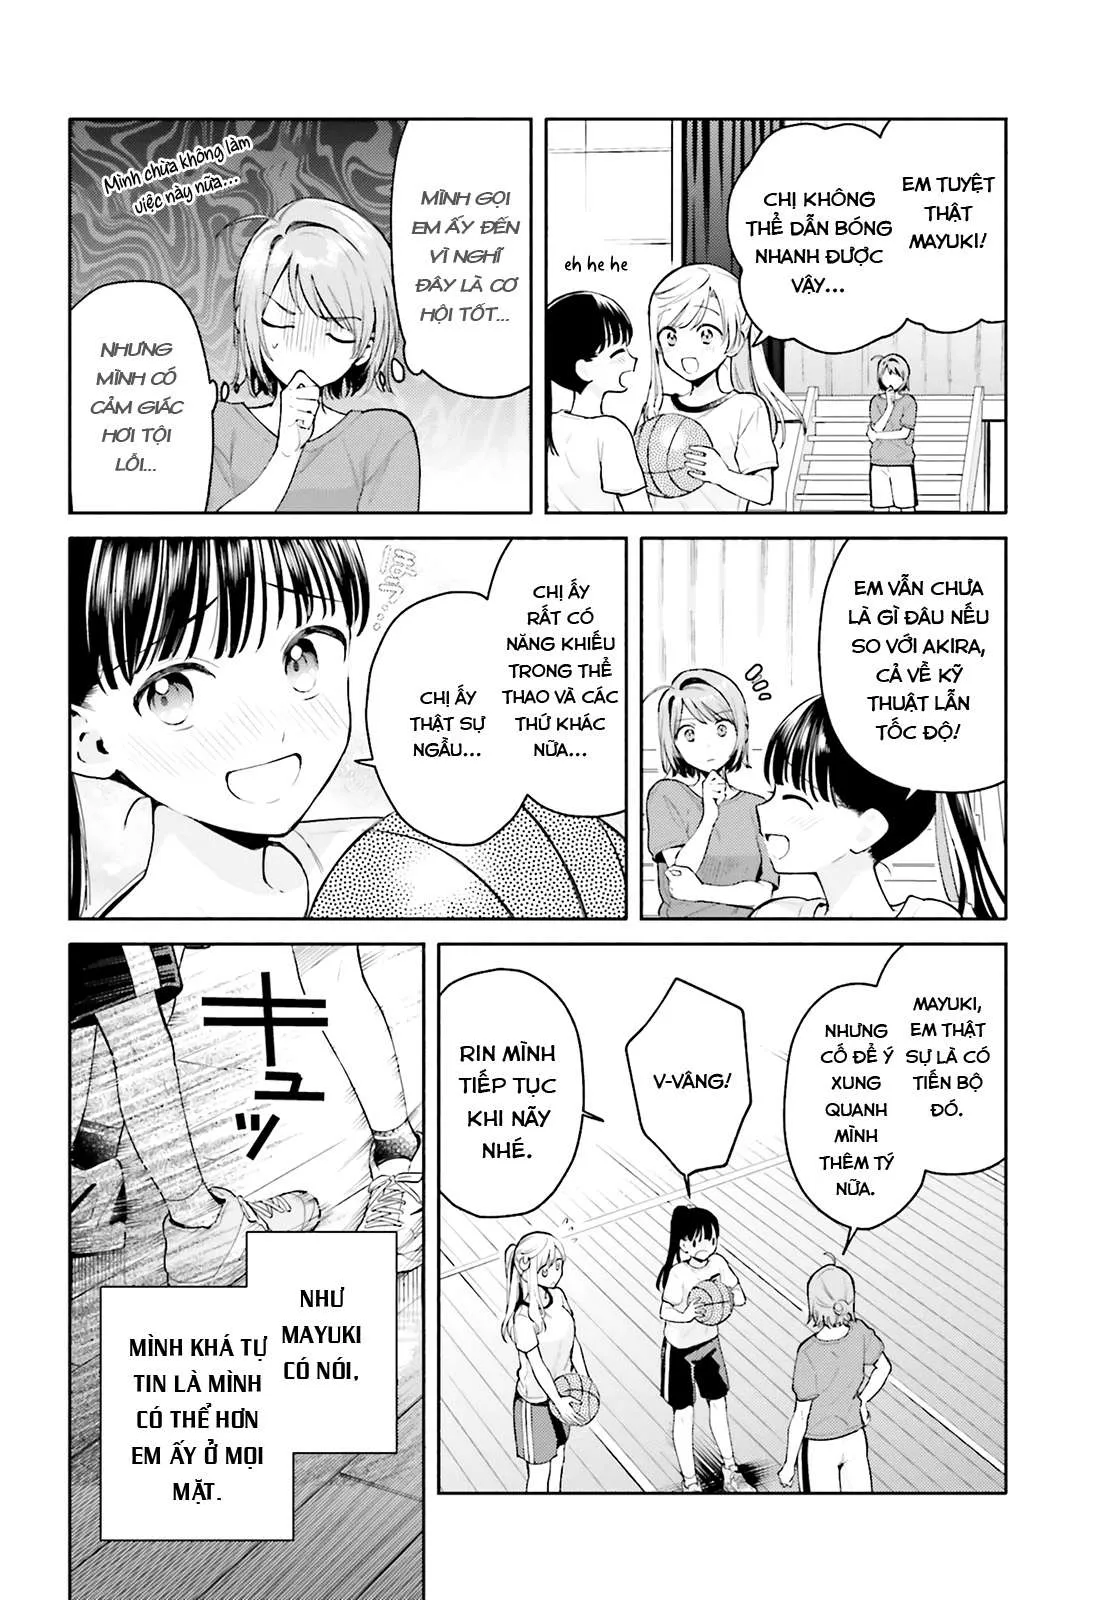 EM TUYỆT
THẬT
MAYUKI!
CHỊ KHÔNG
THỂ DẪN BÓNG
NHANH ĐƯỢC
VẬY...
eh he he
MÌNH GỌI
EM ẤY ĐẾN
VÌ NGHĨ
ĐÂY LÀ CƠ
HỘI TỐT...
Mình chừa không làm
việc này nữa...
NHƯNG
MÌNH CÓ
CẢM GIÁC
HƠI TỘI
LỖI...
EM VẪN CHƯA
LÀ GÌ ĐÂU NẾU
SO VỚI AKIRA,
CẢ VỀ KỸ
THUẬT LẪN
TỐC ĐỘ!
CHỊ ẤY
RẤT CÓ
NĂNG KHIẾU
TRONG THỂ
THAO VÀ CÁC
THỨ KHÁC
NỮA...
CHỊ ẤY
THẬT SỰ
NGẦU...
ほう...
MAYUKI,
EM THẬT
SỰ LÀ CÓ
TIẾN BỘ
ĐÓ.
NHƯNG
CỐ ĐỂ Ý
XUNG
QUANH
MÌNH
THÊM TÝ
NỮA.
V-VÂNG!
RIN MÌNH
TIẾP TỤC
KHI NÃY
NHÉ.
キュッ
NHƯ
MAYUKI
CÓ NÓI,
MÌNH KHÁ TỰ
TIN LÀ MÌNH
CÓ THỂ HƠN
EM ẤY Ở MỌI
MẶT.